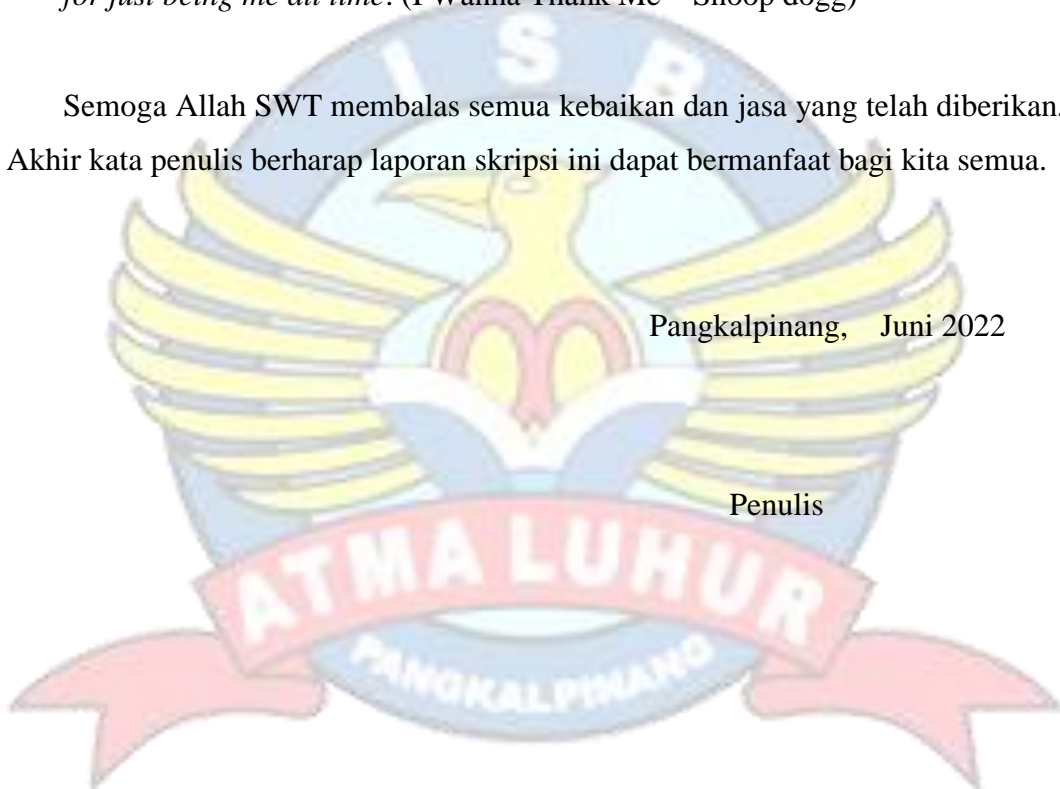 for just being me all time. (I Wanna Thank Me – Snoop dogg)
I S B
Semoga Allah SWT membalas semua kebaikan dan jasa yang telah diberikan.
Akhir kata penulis berharap laporan skripsi ini dapat bermanfaat bagi kita semua.
Pangkalpinang, Juni 2022
Penulis
ATMA LUHUR
PANGKALPINANG